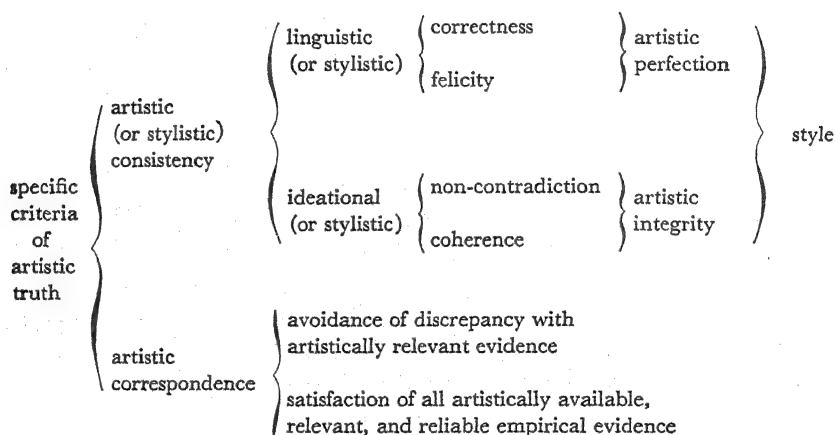 specific
criteria
of
artistic
truth
artistic
(or stylistic)
consistency
linguistic
(or stylistic)
correctness
felicity
artistic
perfection
ideational
(or stylistic)
non-contradiction
coherence
artistic
integrity
style
artistic
correspondence
avoidance of discrepancy with
artistically relevant evidence
satisfaction of all artistically available,
relevant, and reliable empirical evidence